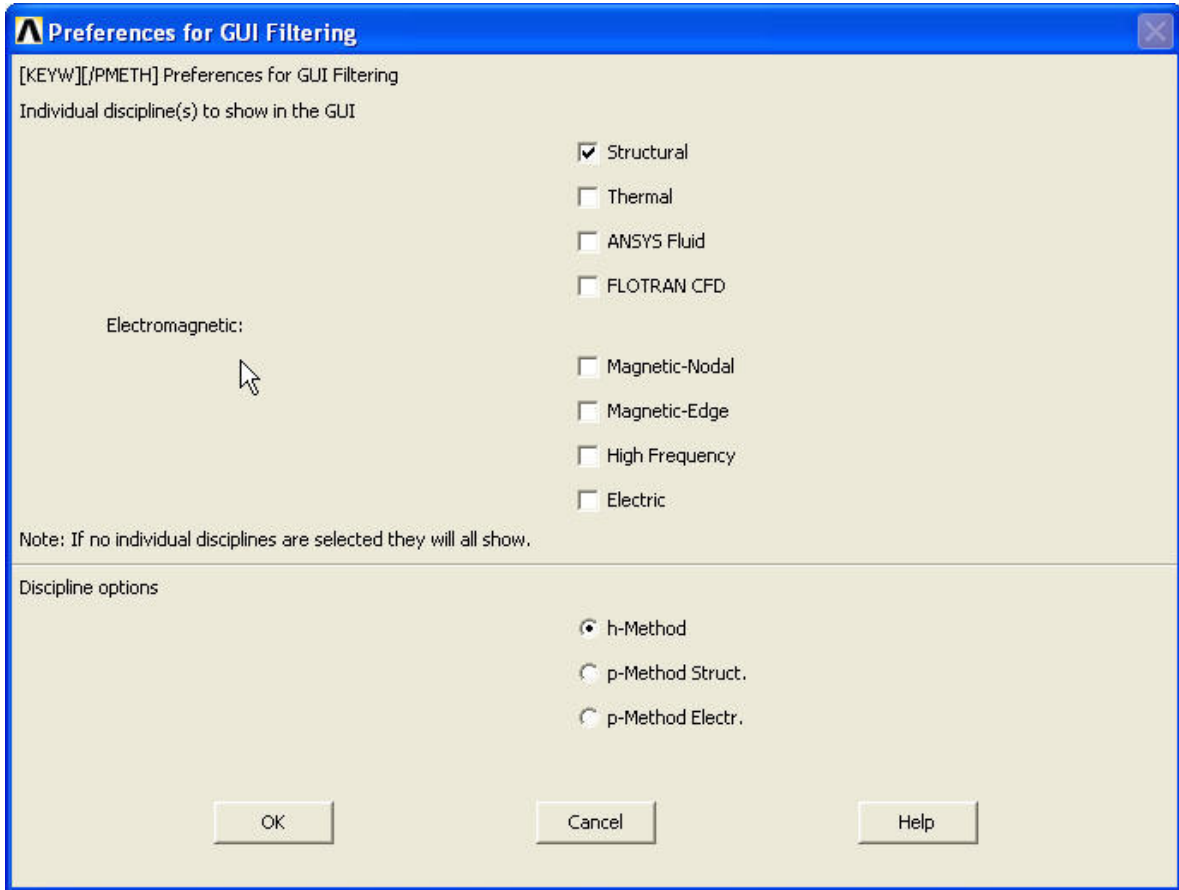 Preferences for GUI Filtering
[KEYW][/PMETH] Preferences for GUI Filtering
Individual discipline(s) to show in the GUI
Structural
Thermal
ANSYS Fluid
FLOTRAN CFD
Electromagnetic:
Magnetic-Nodal
Magnetic-Edge
High Frequency
Electric
Note: If no individual disciplines are selected they will all show.
Discipline options
h-Method
p-Method Struct.
p-Method Electr.
OK Cancel Help